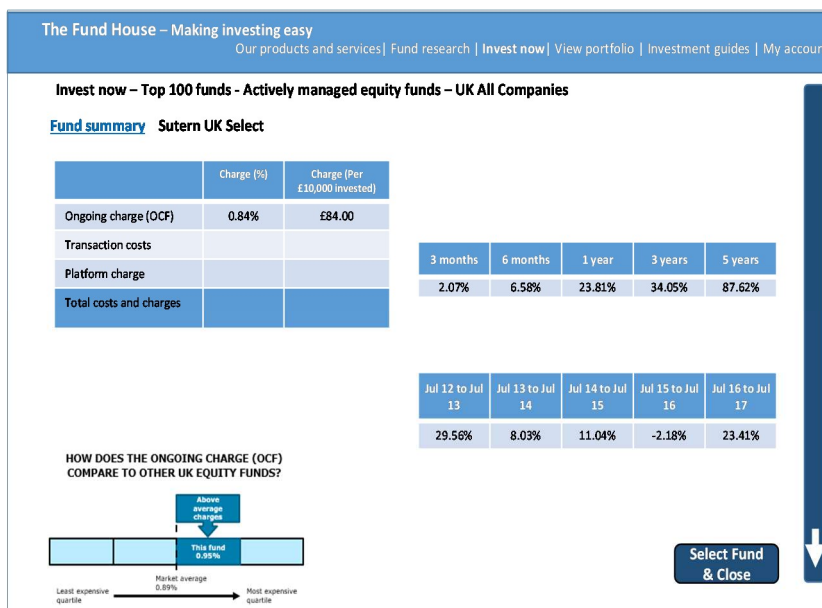 The Fund House – Making investing easy
Our products and services| Fund research | Invest now| View portfolio | Investment guides | My accour
Invest now – Top 100 funds - Actively managed equity funds – UK All Companies
Fund summary Sutern UK Select
Charge (%) Charge (Per
£10,000 invested)
Ongoing charge (OCF) 0.84% £84.00
Transaction costs
Platform charge
Total costs and charges
3 months 6 months 1 year 3 years 5 years
2.07% 6.58% 23.81% 34.05% 87.62%
Jul 12 to Jul Jul 13 to Jul Jul 14 to Jul Jul 15 to Jul Jul 16 to Jul
13 14 15 16 17
29.56% 8.03% 11.04% -2.18% 23.41%
HOW DOES THE ONGOING CHARGE (OCF)
COMPARE TO OTHER UK EQUITY FUNDS?
Above
average
charges
This fund
0.95%
Market average
0.89%
Least expensive
quartile
Most expensive
quartile
Select Fund
& Close